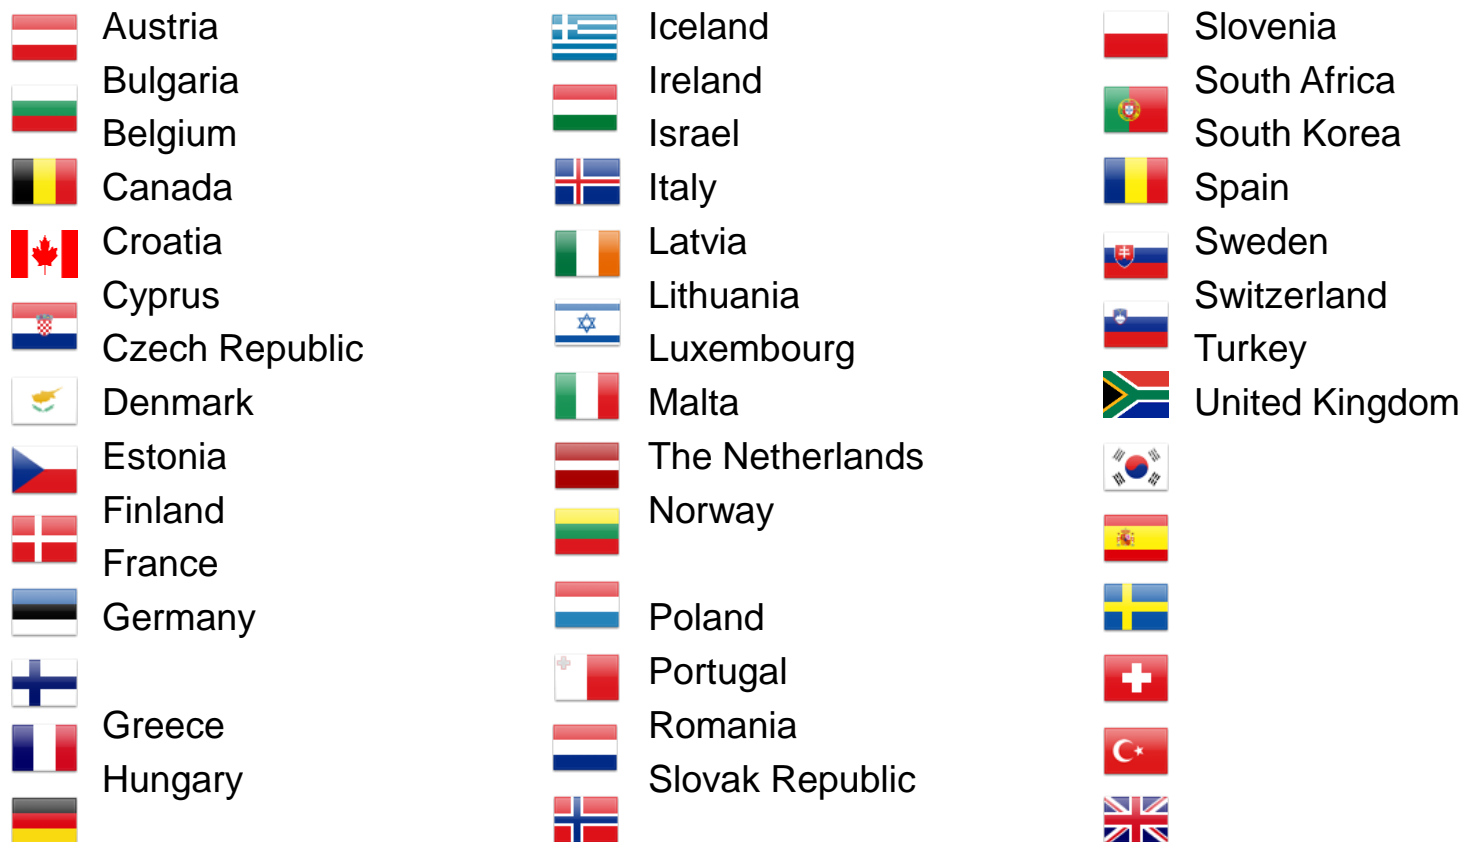 Austria
Bulgaria
Belgium
Canada
Croatia
Cyprus
Czech Republic
Denmark
Estonia
Finland
France
Germany
Greece
Hungary
Iceland
Ireland
Israel
Italy
Latvia
Lithuania
Luxembourg
Malta
The Netherlands
Norway
Poland
Portugal
Romania
Slovak Republic
Slovenia
South Africa
South Korea
Spain
Sweden
Switzerland
Turkey
United Kingdom